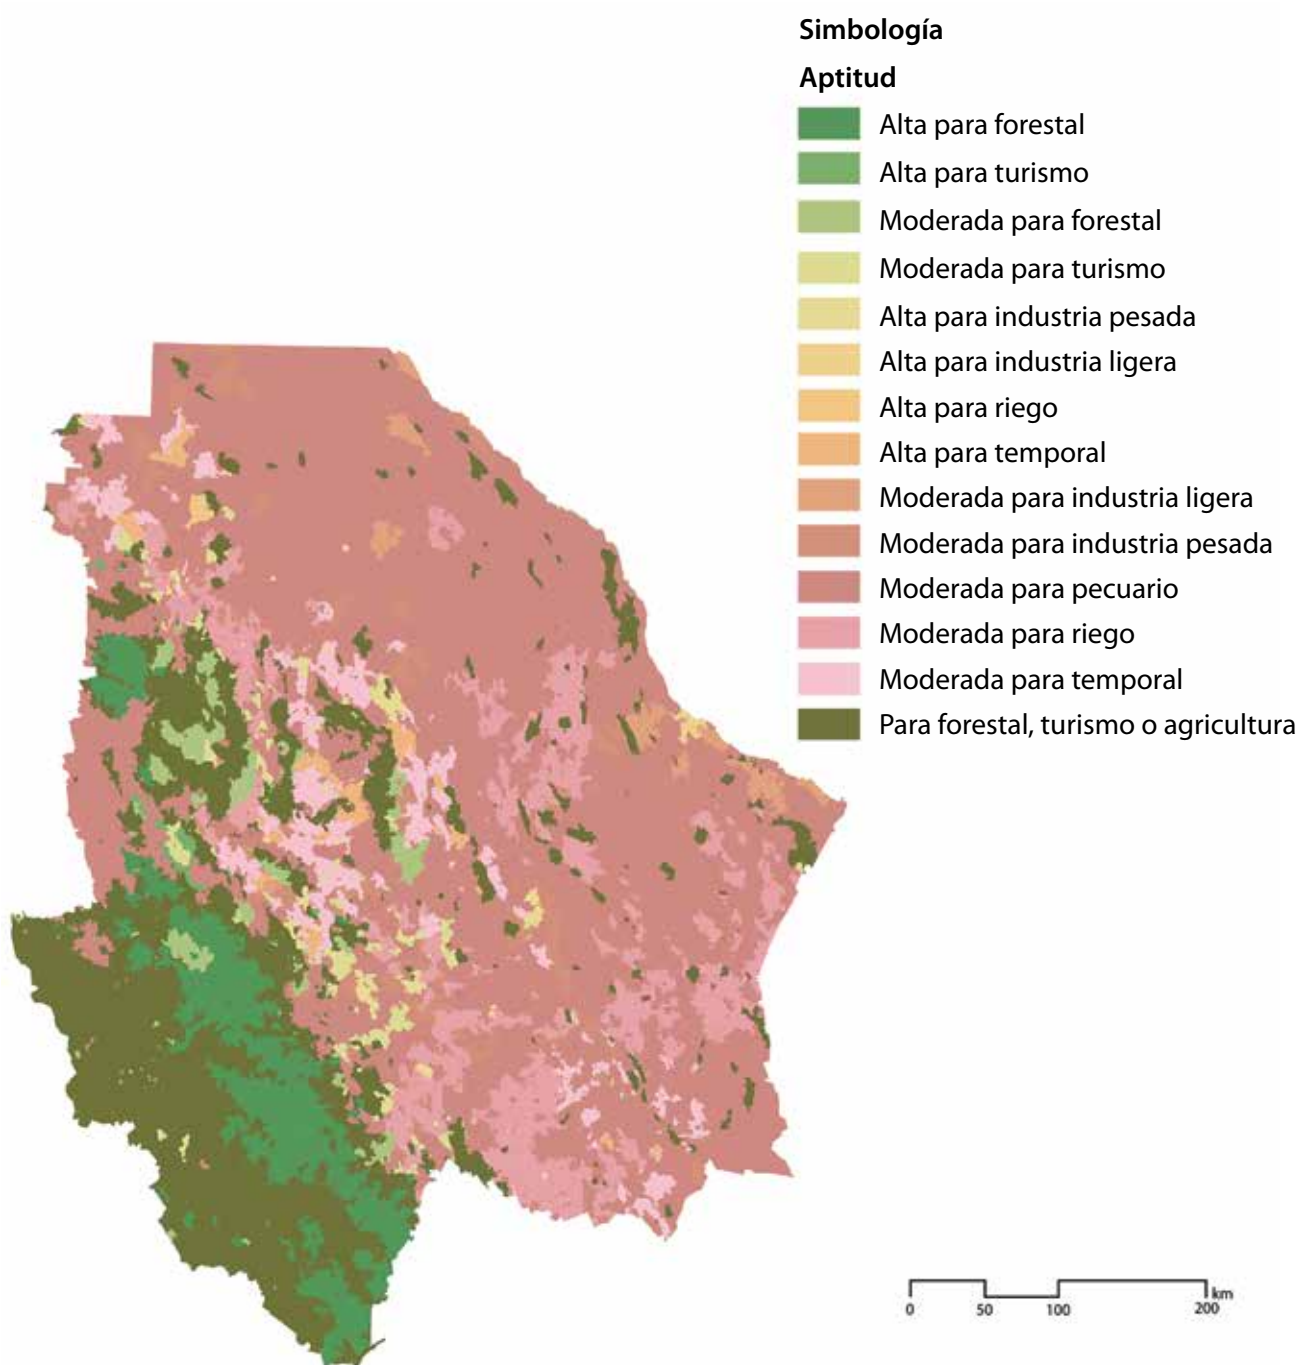 Simbología
Aptitud
Alta para forestal
Alta para turismo
Moderada para forestal
Moderada para turismo
Alta para industria pesada
Alta para industria ligera
Alta para riego
Alta para temporal
Moderada para industria ligera
Moderada para industria pesada
Moderada para pecuario
Moderada para riego
Moderada para temporal
Para forestal, turismo o agricultura
km
0 50 100 200